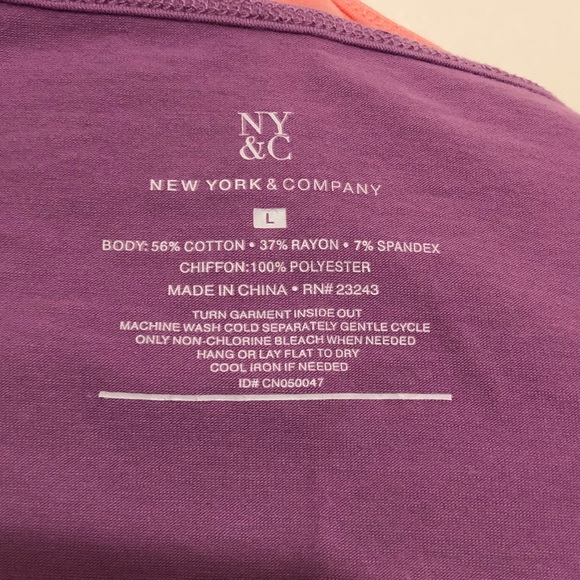 NY
&C
NEW YORK & COMPANY
L
BODY: 56% COTTON • 37% RAYON • 7% SPANDEX
CHIFFON:100% POLYESTER
MADE IN CHINA • RN# 23243
TURN GARMENT INSIDE OUT
MACHINE WASH COLD SEPARATELY GENTLE CYCLE
ONLY NON-CHLORINE BLEACH WHEN NEEDED
HANG OR LAY FLAT TO DRY
COOL IRON IF NEEDED
ID# CN050047